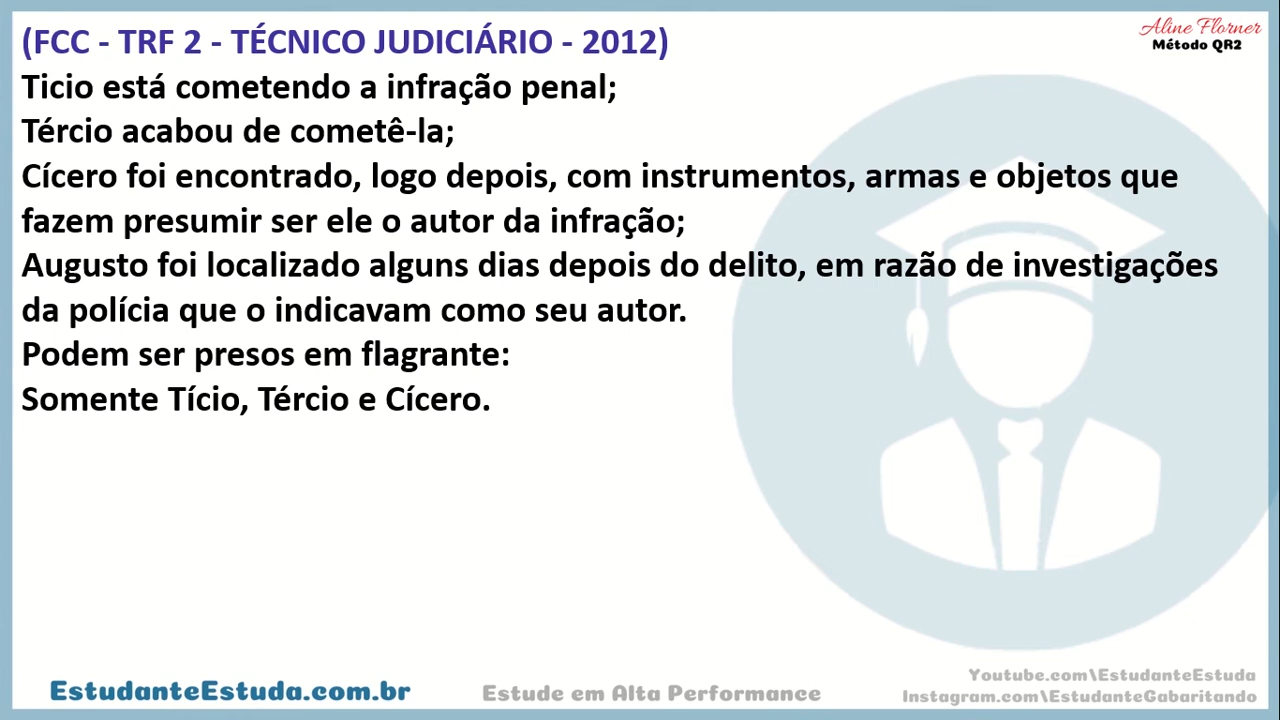 (FCC - TRF 2 - TÉCNICO JUDICIÁRIO - 2012)
Aline Florner
Método QR2
Ticio está cometendo a infração penal;
Tércio acabou de cometê-la;
Cícero foi encontrado, logo depois, com instrumentos, armas e objetos que
fazem presumir ser ele o autor da infração;
Augusto foi localizado alguns dias depois do delito, em razão de investigações
da polícia que o indicavam como seu autor.
Podem ser presos em flagrante:
Somente Tício, Tércio e Cícero.
EstudanteEstuda.com.br
Estude em Alta Performance
Youtube.com\EstudanteEstuda
Instagram.com\EstudanteGabaritando